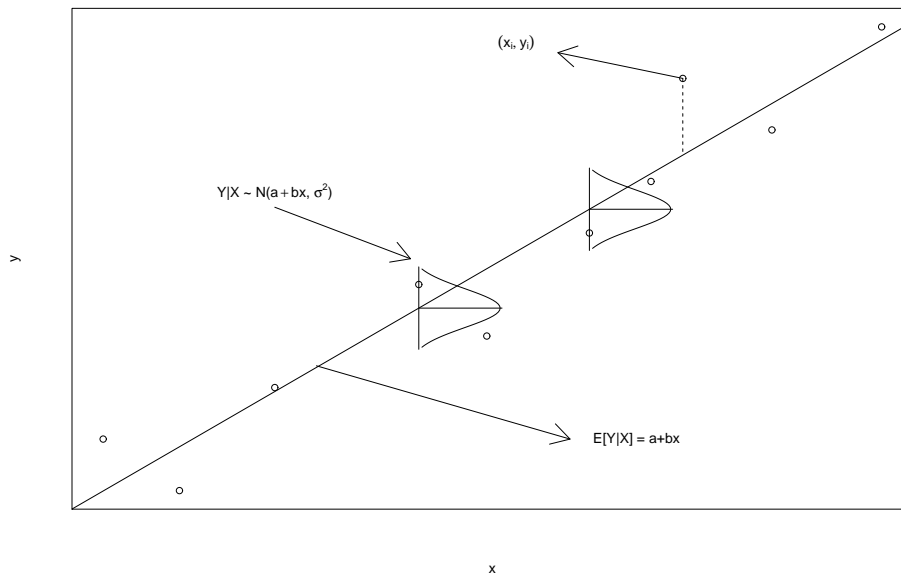 (xᵢ, yᵢ)
Y|X ~ N(a + bx, σ²)
y
E[Y|X] = a+bx
x